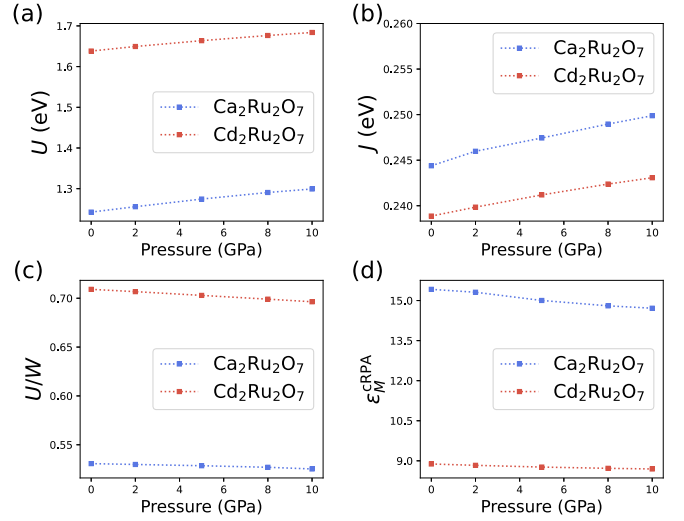 (a)
1.7
1.6
1.5
1.4
1.3
U (eV)
Ca₂Ru₂O₇
Cd₂Ru₂O₇
0 2 4 6 8 10
Pressure (GPa)
(b)
0.260
0.255
0.250
0.245
0.240
J (eV)
Ca₂Ru₂O₇
Cd₂Ru₂O₇
0 2 4 6 8 10
Pressure (GPa)
(c)
0.70
0.65
0.60
0.55
U/W
Ca₂Ru₂O₇
Cd₂Ru₂O₇
0 2 4 6 8 10
Pressure (GPa)
(d)
15.0
13.5
12.0
10.5
9.0
ε_M^cRPA
Ca₂Ru₂O₇
Cd₂Ru₂O₇
0 2 4 6 8 10
Pressure (GPa)